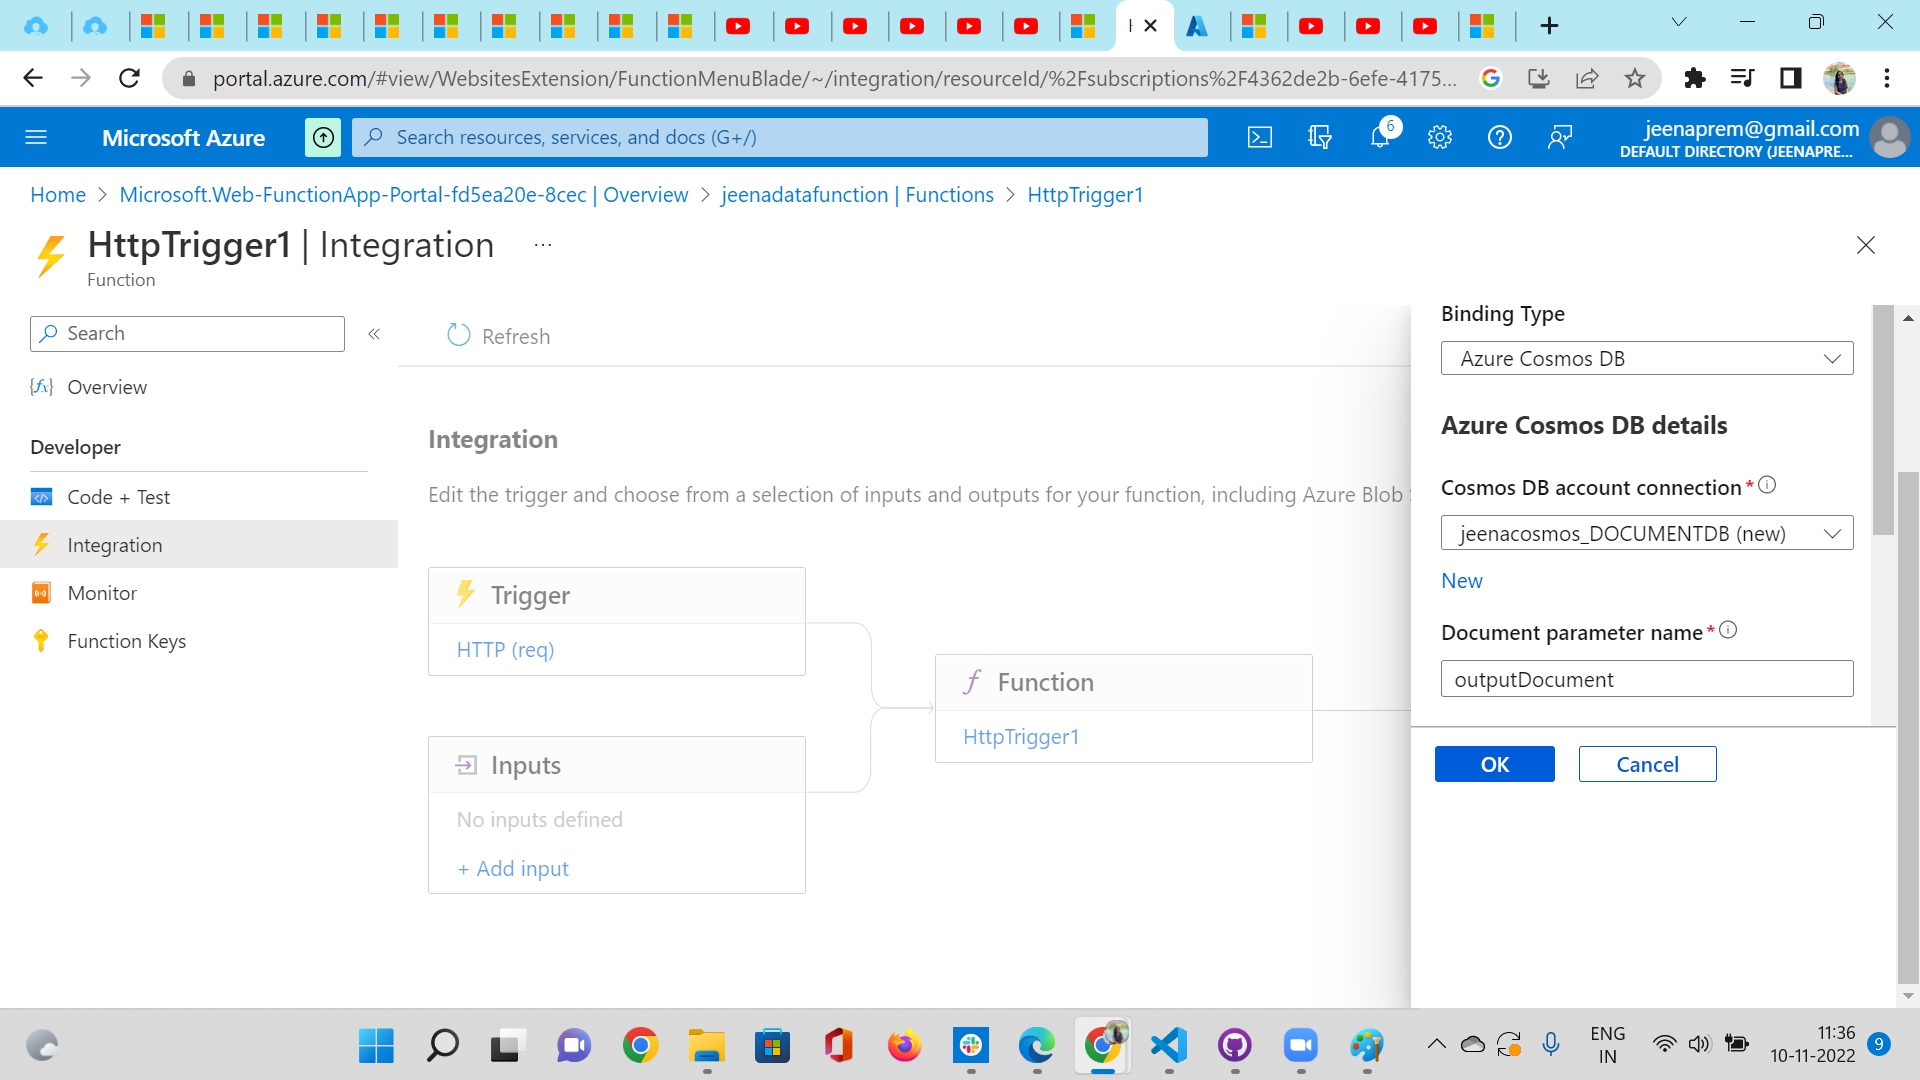 portal.azure.com/#view/WebsitesExtension/FunctionMenuBlade/~/integration/resourceId/%2Fsubscriptions%2F4362de2b-6efe-4175...
Microsoft Azure
Search resources, services, and docs (G+/)
6
jeenaprem@gmail.com
DEFAULT DIRECTORY (JEENAPRE...
Home > Microsoft.Web-FunctionApp-Portal-fd5ea20e-8cec | Overview > jeenadatafunction | Functions > HttpTrigger1
HttpTrigger1 | Integration ...
Function
Search
«
Refresh
Overview
Developer
Code + Test
Integration
Monitor
Function Keys
Integration
Edit the trigger and choose from a selection of inputs and outputs for your function, including Azure Blob
Trigger
HTTP (req)
Inputs
No inputs defined
+ Add input
Function
HttpTrigger1
Binding Type
Azure Cosmos DB
Azure Cosmos DB details
Cosmos DB account connection *
jeenacosmos_DOCUMENTDB (new)
New
Document parameter name *
outputDocument
OK
Cancel
ENG
IN
11:36
10-11-2022
9